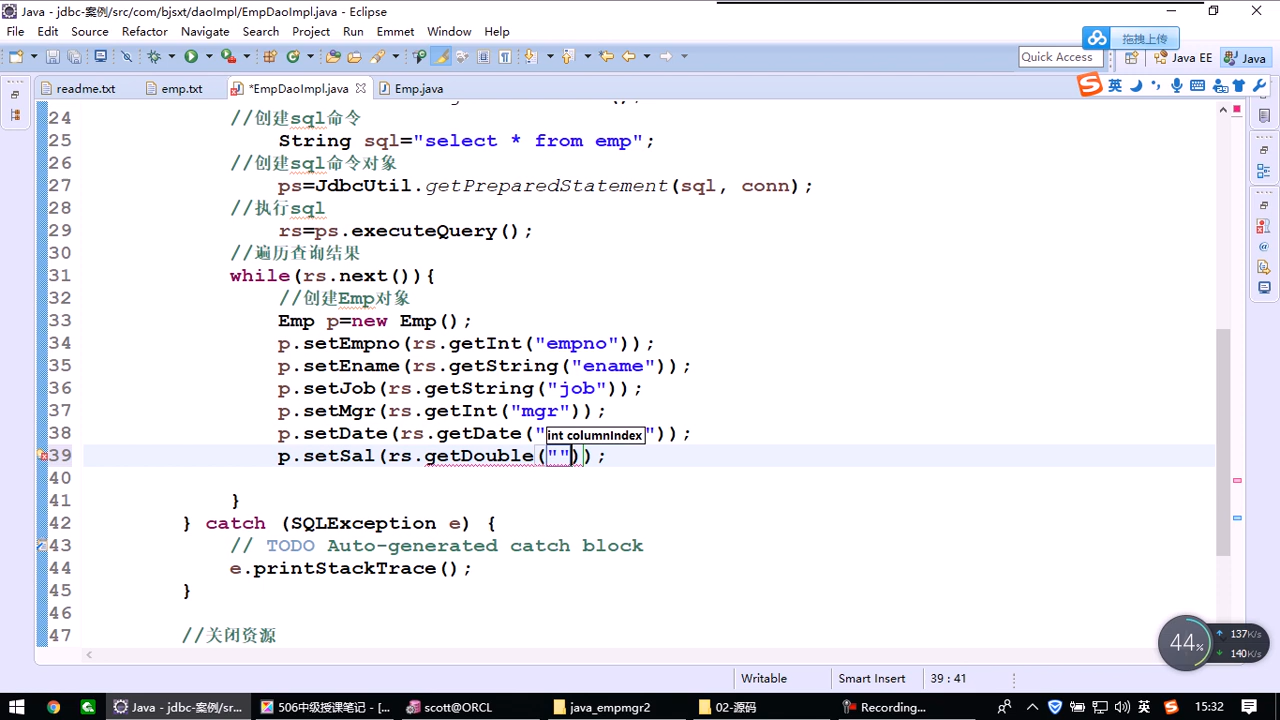 Java - jdbc-案例/src/com/bjsxt/daoImpl/EmpDaoImpl.java - Eclipse
File Edit Source Refactor Navigate Search Project Run Emmet Window Help
拖拽上传
Quick Access
Java EE
Java
英
readme.txt
emp.txt
*EmpDaoImpl.java
Emp.java
24 //创建sql命令
25 String sql="select * from emp";
26 //创建sql命令对象
27 ps=JdbcUtil.getPreparedStatement(sql, conn);
28 //执行sql
29 rs=ps.executeQuery();
30 //遍历查询结果
31 while(rs.next()){
32 //创建Emp对象
33 Emp p=new Emp();
34 p.setEmpno(rs.getInt("empno"));
35 p.setEname(rs.getString("ename"));
36 p.setJob(rs.getString("job"));
37 p.setMgr(rs.getInt("mgr"));
38 p.setDate(rs.getDate(" "));
int columnIndex
39 p.setSal(rs.getDouble(""));
40
41 }
42 } catch (SQLException e) {
43 // TODO Auto-generated catch block
44 e.printStackTrace();
45 }
46
47 //关闭资源
44%
137K/s
140K/s
Writable
Smart Insert
39 : 41
Java - jdbc-案例/sr...
506中级授课笔记 - [...
scott@ORCL
java_empmgr2
02-源码
Recording...
英
15:32